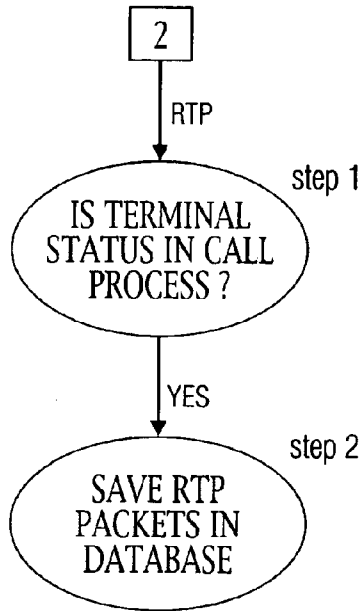 2
RTP
step 1
IS TERMINAL
STATUS IN CALL
PROCESS ?
YES
step 2
SAVE RTP
PACKETS IN
DATABASE